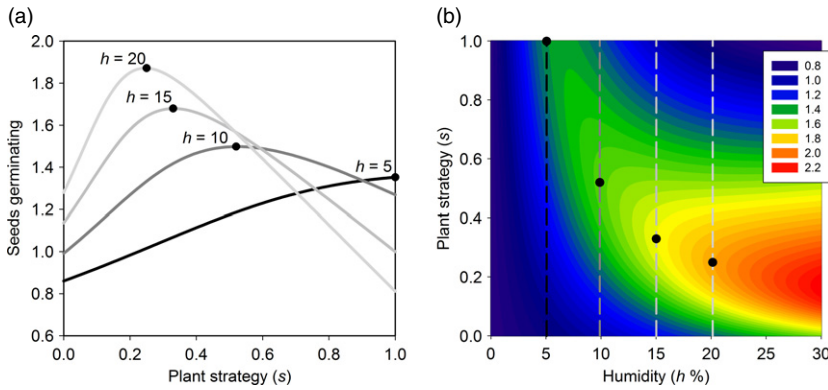 (a)
2.0
1.8
1.6
1.4
1.2
1.0
0.8
0.6
Seeds germinating
h = 20
h = 15
h = 10
h = 5
0.0 0.2 0.4 0.6 0.8 1.0
Plant strategy (s)
(b)
1.0
0.8
0.6
0.4
0.2
0.0
Plant strategy (s)
0.8
1.0
1.2
1.4
1.6
1.8
2.0
2.2
0 5 10 15 20 25 30
Humidity (h %)